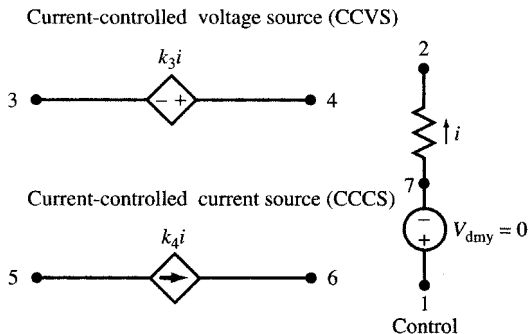 Current-controlled voltage source (CCVS)
k₃i
3
− +
4
2
i
7
Current-controlled current source (CCCS)
k₄i
5
6
−
+
V_dmy = 0
1
Control